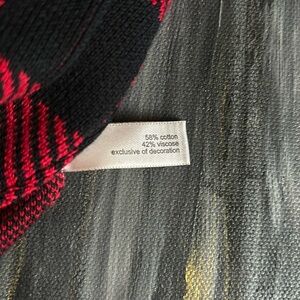 58% cotton
42% viscose
exclusive of decoration